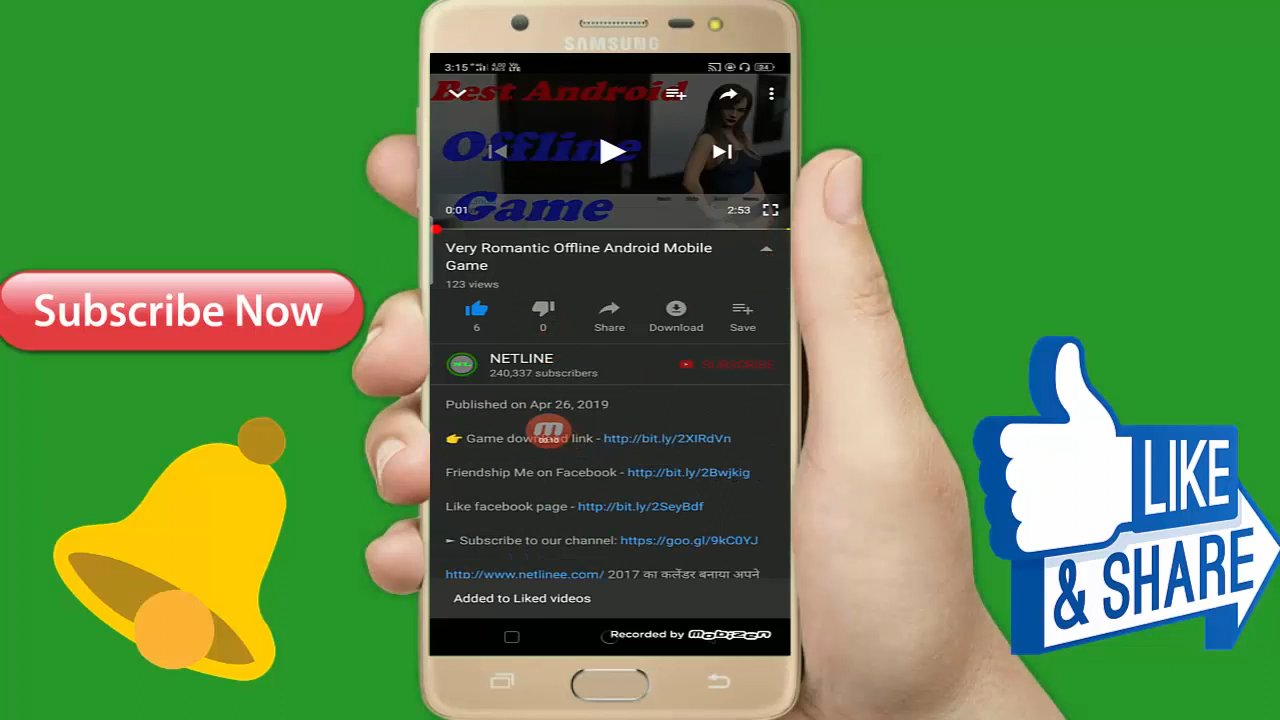 SAMSUNG
3:15
34
Best Android
Offline
Game
0:01
2:53
Very Romantic Offline Android Mobile
Game
123 views
6
0
Share
Download
Save
NETLINE
240,337 subscribers
SUBSCRIBE
Published on Apr 26, 2019
👉 Game download link - http://bit.ly/2XIRdVn
00:10
Friendship Me on Facebook - http://bit.ly/2Bwjkig
Like facebook page - http://bit.ly/2SeyBdf
► Subscribe to our channel: https://goo.gl/9kC0YJ
http://www.netlinee.com/ 2017 का कलेंडर बनाया अपने
Added to Liked videos
Recorded by mobizen
Subscribe Now
LIKE
& SHARE